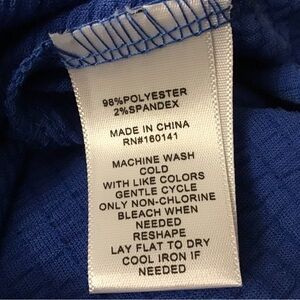 98%POLYESTER
2%SPANDEX
MADE IN CHINA
RN#160141
MACHINE WASH
COLD
WITH LIKE COLORS
GENTLE CYCLE
ONLY NON-CHLORINE
BLEACH WHEN
NEEDED
RESHAPE
LAY FLAT TO DRY
COOL IRON IF
NEEDED